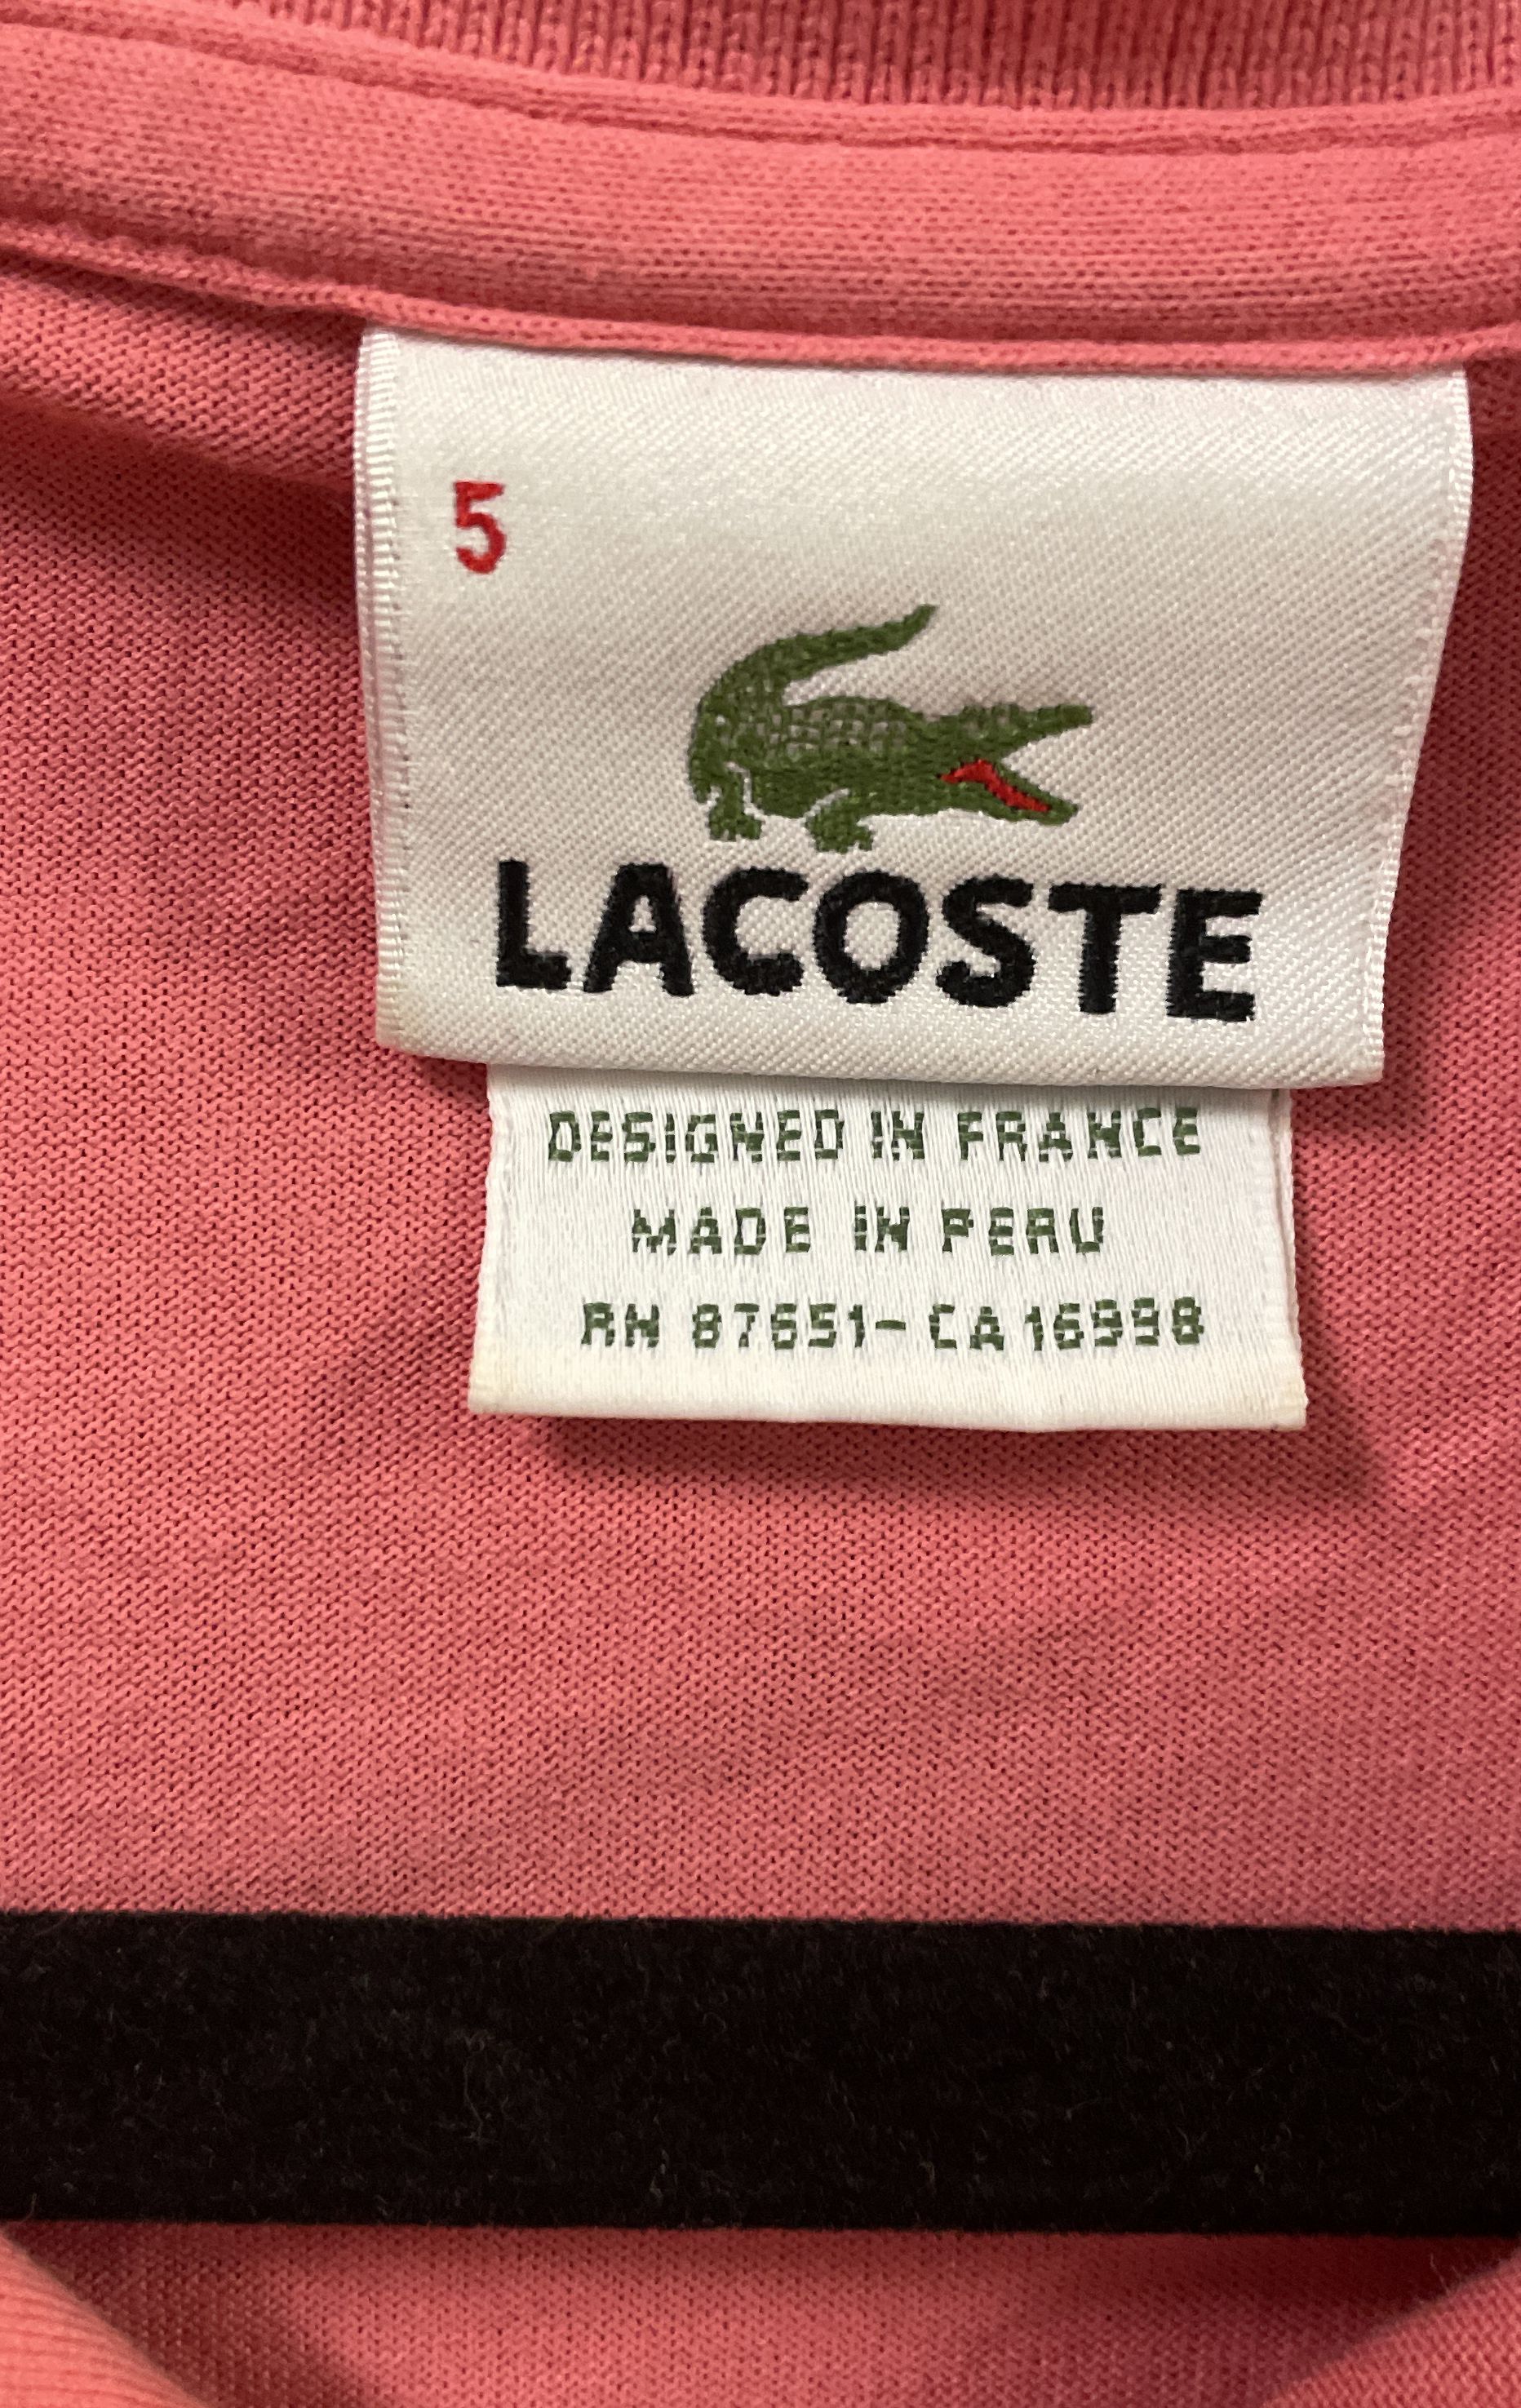 5
LACOSTE
DESIGNED IN FRANCE
MADE IN PERU
RN 87651- CA 16998